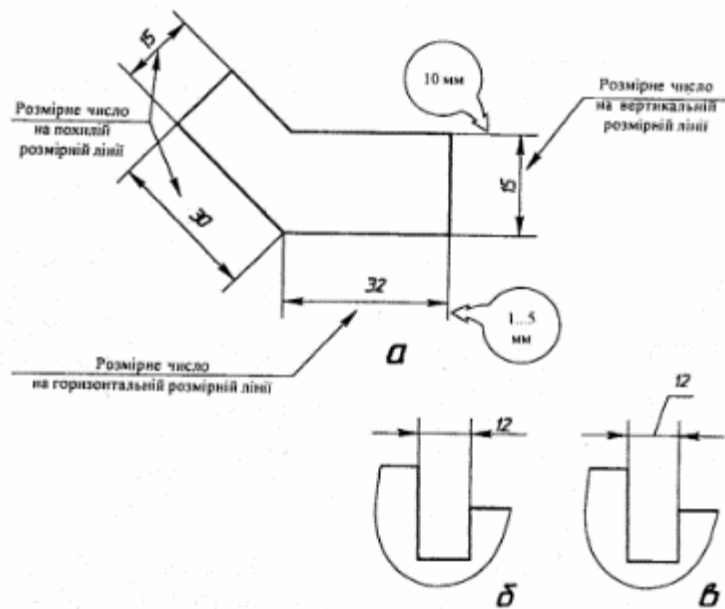 15
10 мм
Розмірне число
на похилій
розмірній лінії
Розмірне число
на вертикальній
розмірній лінії
15
30
32
1...5
мм
а
Розмірне число
на горизонтальній розмірній лінії
12
12
б
в